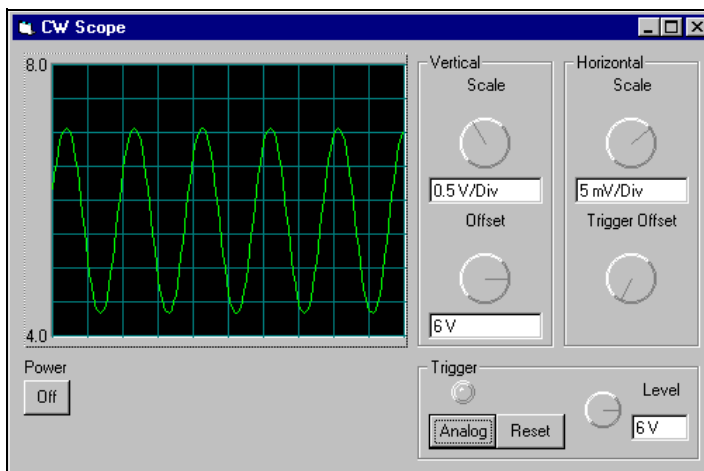 CW Scope
8.0
4.0
Vertical
Scale
0.5 V/Div
Offset
6 V
Horizontal
Scale
5 mV/Div
Trigger Offset
Power
Off
Trigger
Analog
Reset
Level
6 V